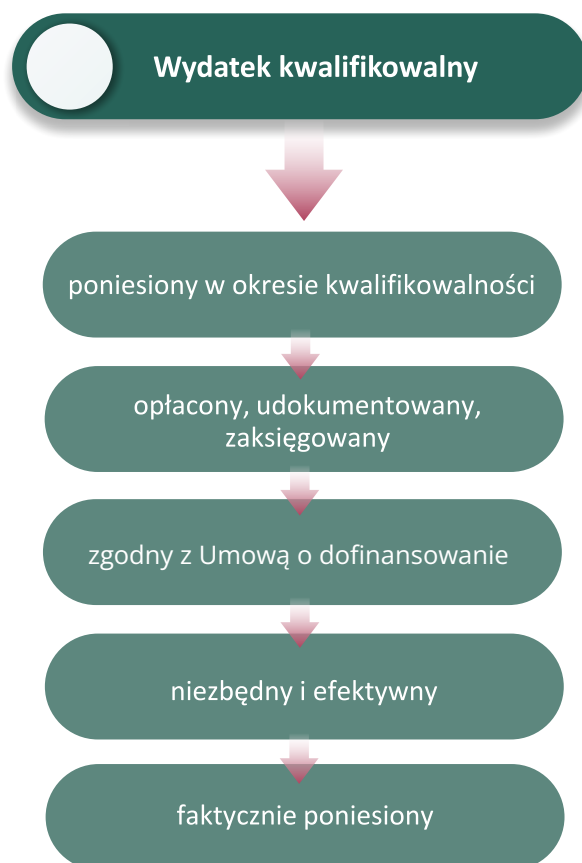 Wydatek kwalifikowalny
poniesiony w okresie kwalifikowalności
opłacony, udokumentowany,
zaksięgowany
zgodny z Umową o dofinansowanie
niezbędny i efektywny
faktycznie poniesiony